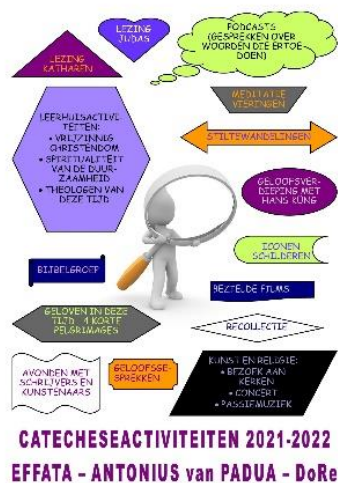 LEZING
KATHAREN
LEZING
JUDAS
PODCASTS
(GESPREKKEN OVER
WOORDEN DIE ERTOE
DOEN)
LEERHUISACTIVI-
TEITEN:
• VRIJZINNIG
CHRISTENDOM
• SPIRITUALITEIT
VAN DE DUUR-
ZAAMHEID
• THEOLOGEN VAN
DEZE TIJD
MEDITATIE
VIERINGEN
STILTEWANDELINGEN
GELOOFSVER-
DIEPING MET
HANS KÜNG
ICONEN
SCHILDEREN
BIJBELGROEP
BEZIELDE FILMS
GELOVEN IN DEZE
TIJD 4 KORTE
PELGRIMAGES
RECOLLECTIE
AVONDEN MET
SCHRIJVERS EN
KUNSTENAARS
GELOOFSGE-
SPREKKEN
KUNST EN RELIGIE:
• BEZOEK AAN
KERKEN
• CONCERT
• PASSIEMUZIEK
CATECHESEACTIVITEITEN 2021-2022
EFFATA – ANTONIUS van PADUA – DoRe